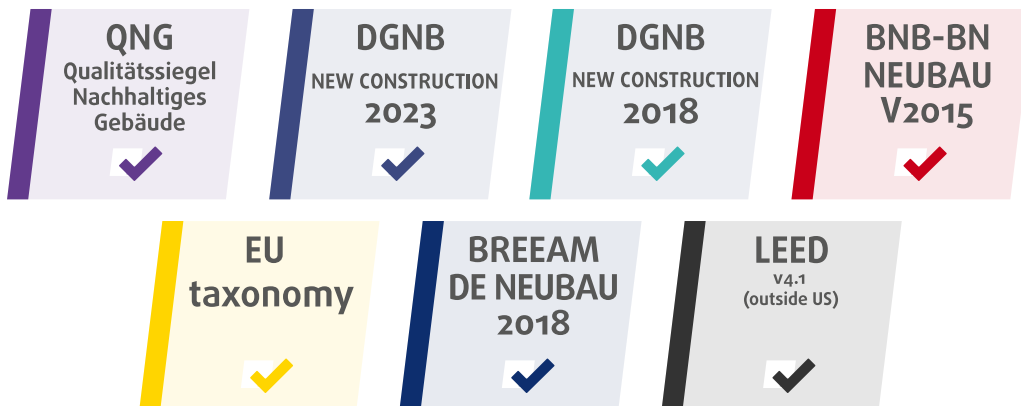 QNG
Qualitätssiegel
Nachhaltiges
Gebäude
DGNB
NEW CONSTRUCTION
2023
DGNB
NEW CONSTRUCTION
2018
BNB-BN
NEUBAU
V2015
EU
taxonomy
BREEAM
DE NEUBAU
2018
LEED
v4.1
(outside US)